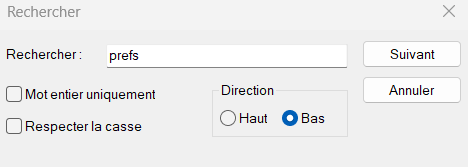 Rechercher
Rechercher : prefs Suivant
Direction Annuler
Mot entier uniquement
Haut Bas
Respecter la casse